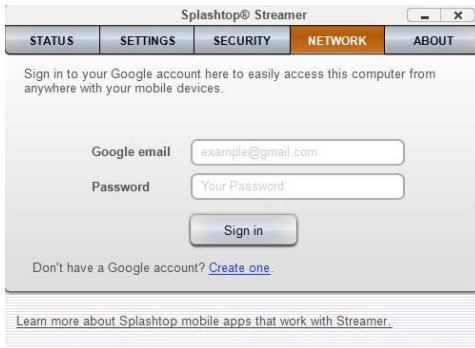 Splashtop® Streamer
STATUS SETTINGS SECURITY NETWORK ABOUT
Sign in to your Google account here to easily access this computer from
anywhere with your mobile devices.
Google email example@gmail.com
Password Your Password
Sign in
Don't have a Google account? Create one.
Learn more about Splashtop mobile apps that work with Streamer.